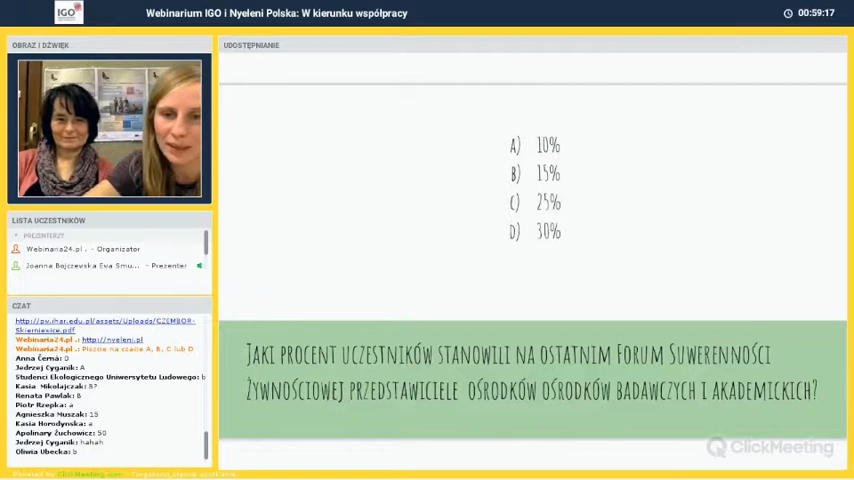 IGO
Webinarium IGO i Nyeleni Polska: W kierunku współpracy
00:59:17
OBRAZ I DŹWIĘK
LISTA UCZESTNIKÓW
PREZENTERZY
Webinaria24.pl . - Organizator
Joanna Bojczewska Ewa Smu... - Prezenter
CZAT
http://pw.ihar.edu.pl/assets/Uploads/CZEMBOR-
Skierniewice.pdf
Webinaria24.pl .: http://nyeleni.pl
Webinaria24.pl .: Piszcie na czacie A, B, C lub D
Anna Černá: D
Jedrzej Cyganik: A
Studenci Ekologicznego Uniwersytetu Ludowego: b
Kasia Mikolajczak: B?
Renata Pawlak: B
Piotr Rzepka: a
Agnieszka Muszak: 15
Kasia Horodynska: a
Apolinary Żuchowicz: 50
Jedrzej Cyganik: hahah
Oliwia Ubecka: b
UDOSTĘPNIANIE
A) 10%
B) 15%
C) 25%
D) 30%
JAKI PROCENT UCZESTNIKÓW STANOWILI NA OSTATNIM FORUM SUWERENNOŚCI
ŻYWNOŚCIOWEJ PRZEDSTAWICIELE OŚRODKÓW OŚRODKÓW BADAWCZYCH I AKADEMICKICH?
ClickMeeting